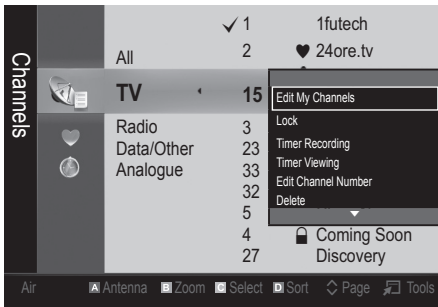 Channels
All
TV
Radio
Data/Other
Analogue
1 1futech
2 24ore.tv
15
3
23
33
32
5
4 Coming Soon
27 Discovery
Edit My Channels
Lock
Timer Recording
Timer Viewing
Edit Channel Number
Delete
Air A Antenna B Zoom C Select D Sort Page Tools